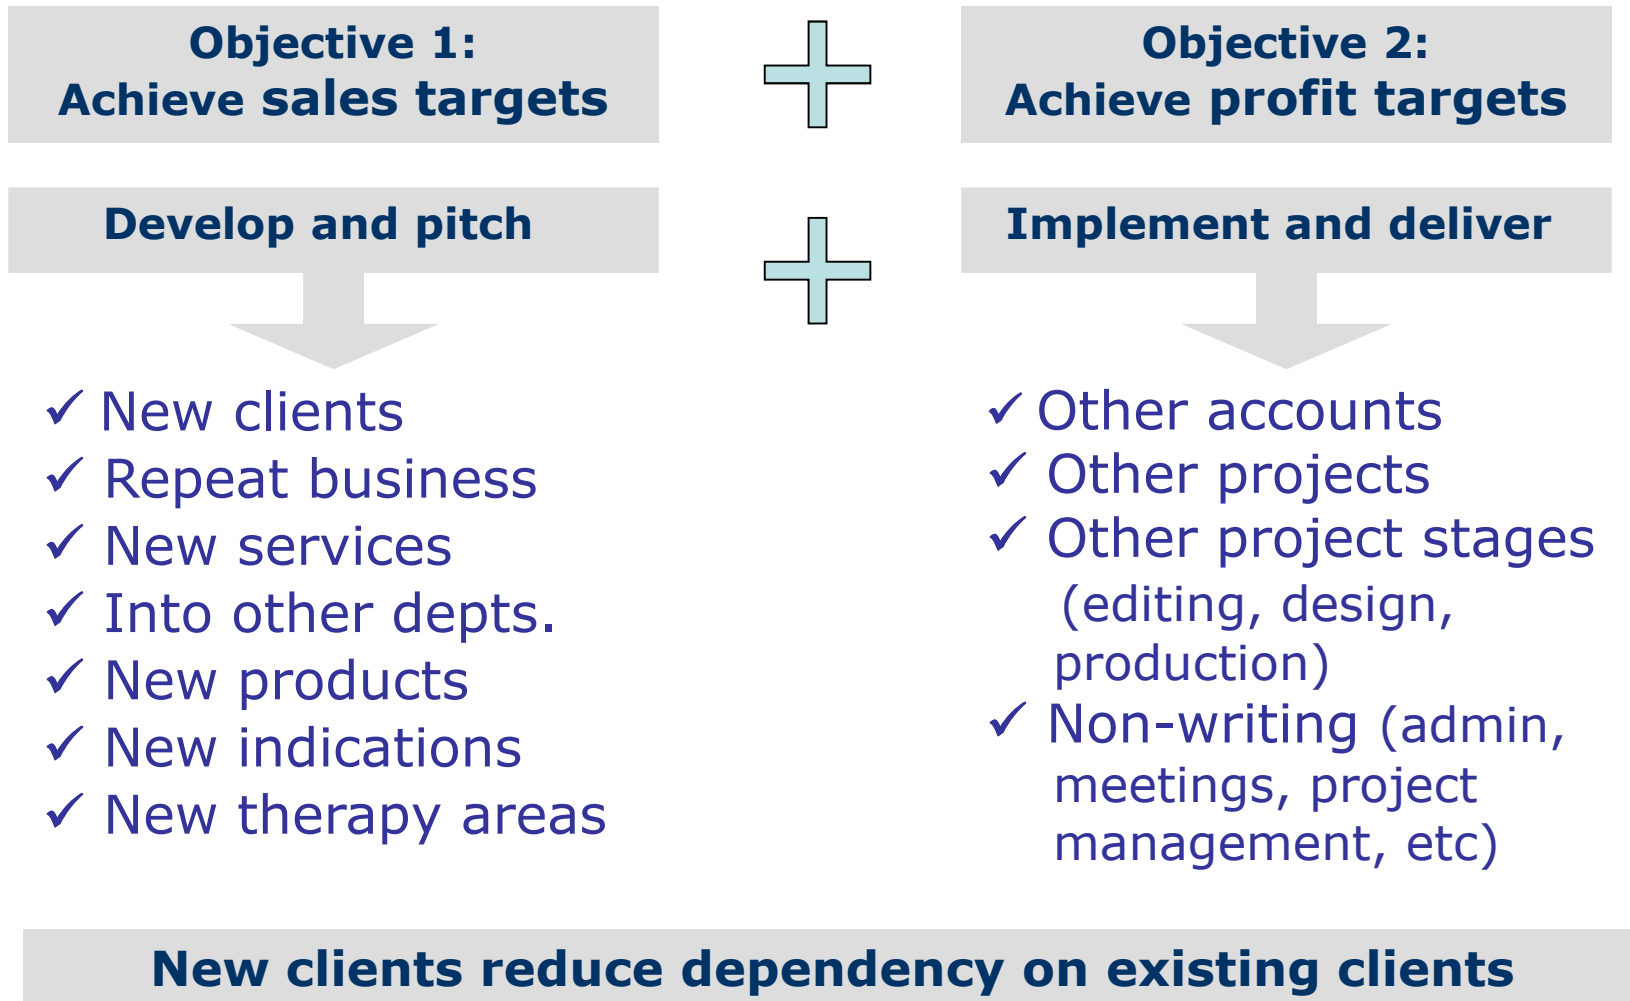 Objective 1:
Achieve sales targets
Objective 2:
Achieve profit targets
Develop and pitch
Implement and deliver
✓ New clients
✓ Repeat business
✓ New services
✓ Into other depts.
✓ New products
✓ New indications
✓ New therapy areas
✓ Other accounts
✓ Other projects
✓ Other project stages
(editing, design,
production)
✓ Non-writing (admin,
meetings, project
management, etc)
New clients reduce dependency on existing clients